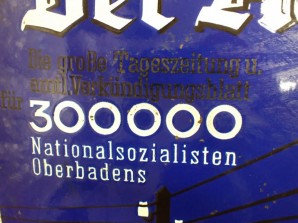 Die große Tageszeitung u.
amtl. Verkündigungsblatt
für
300000
Nationalsozialisten
Oberbadens